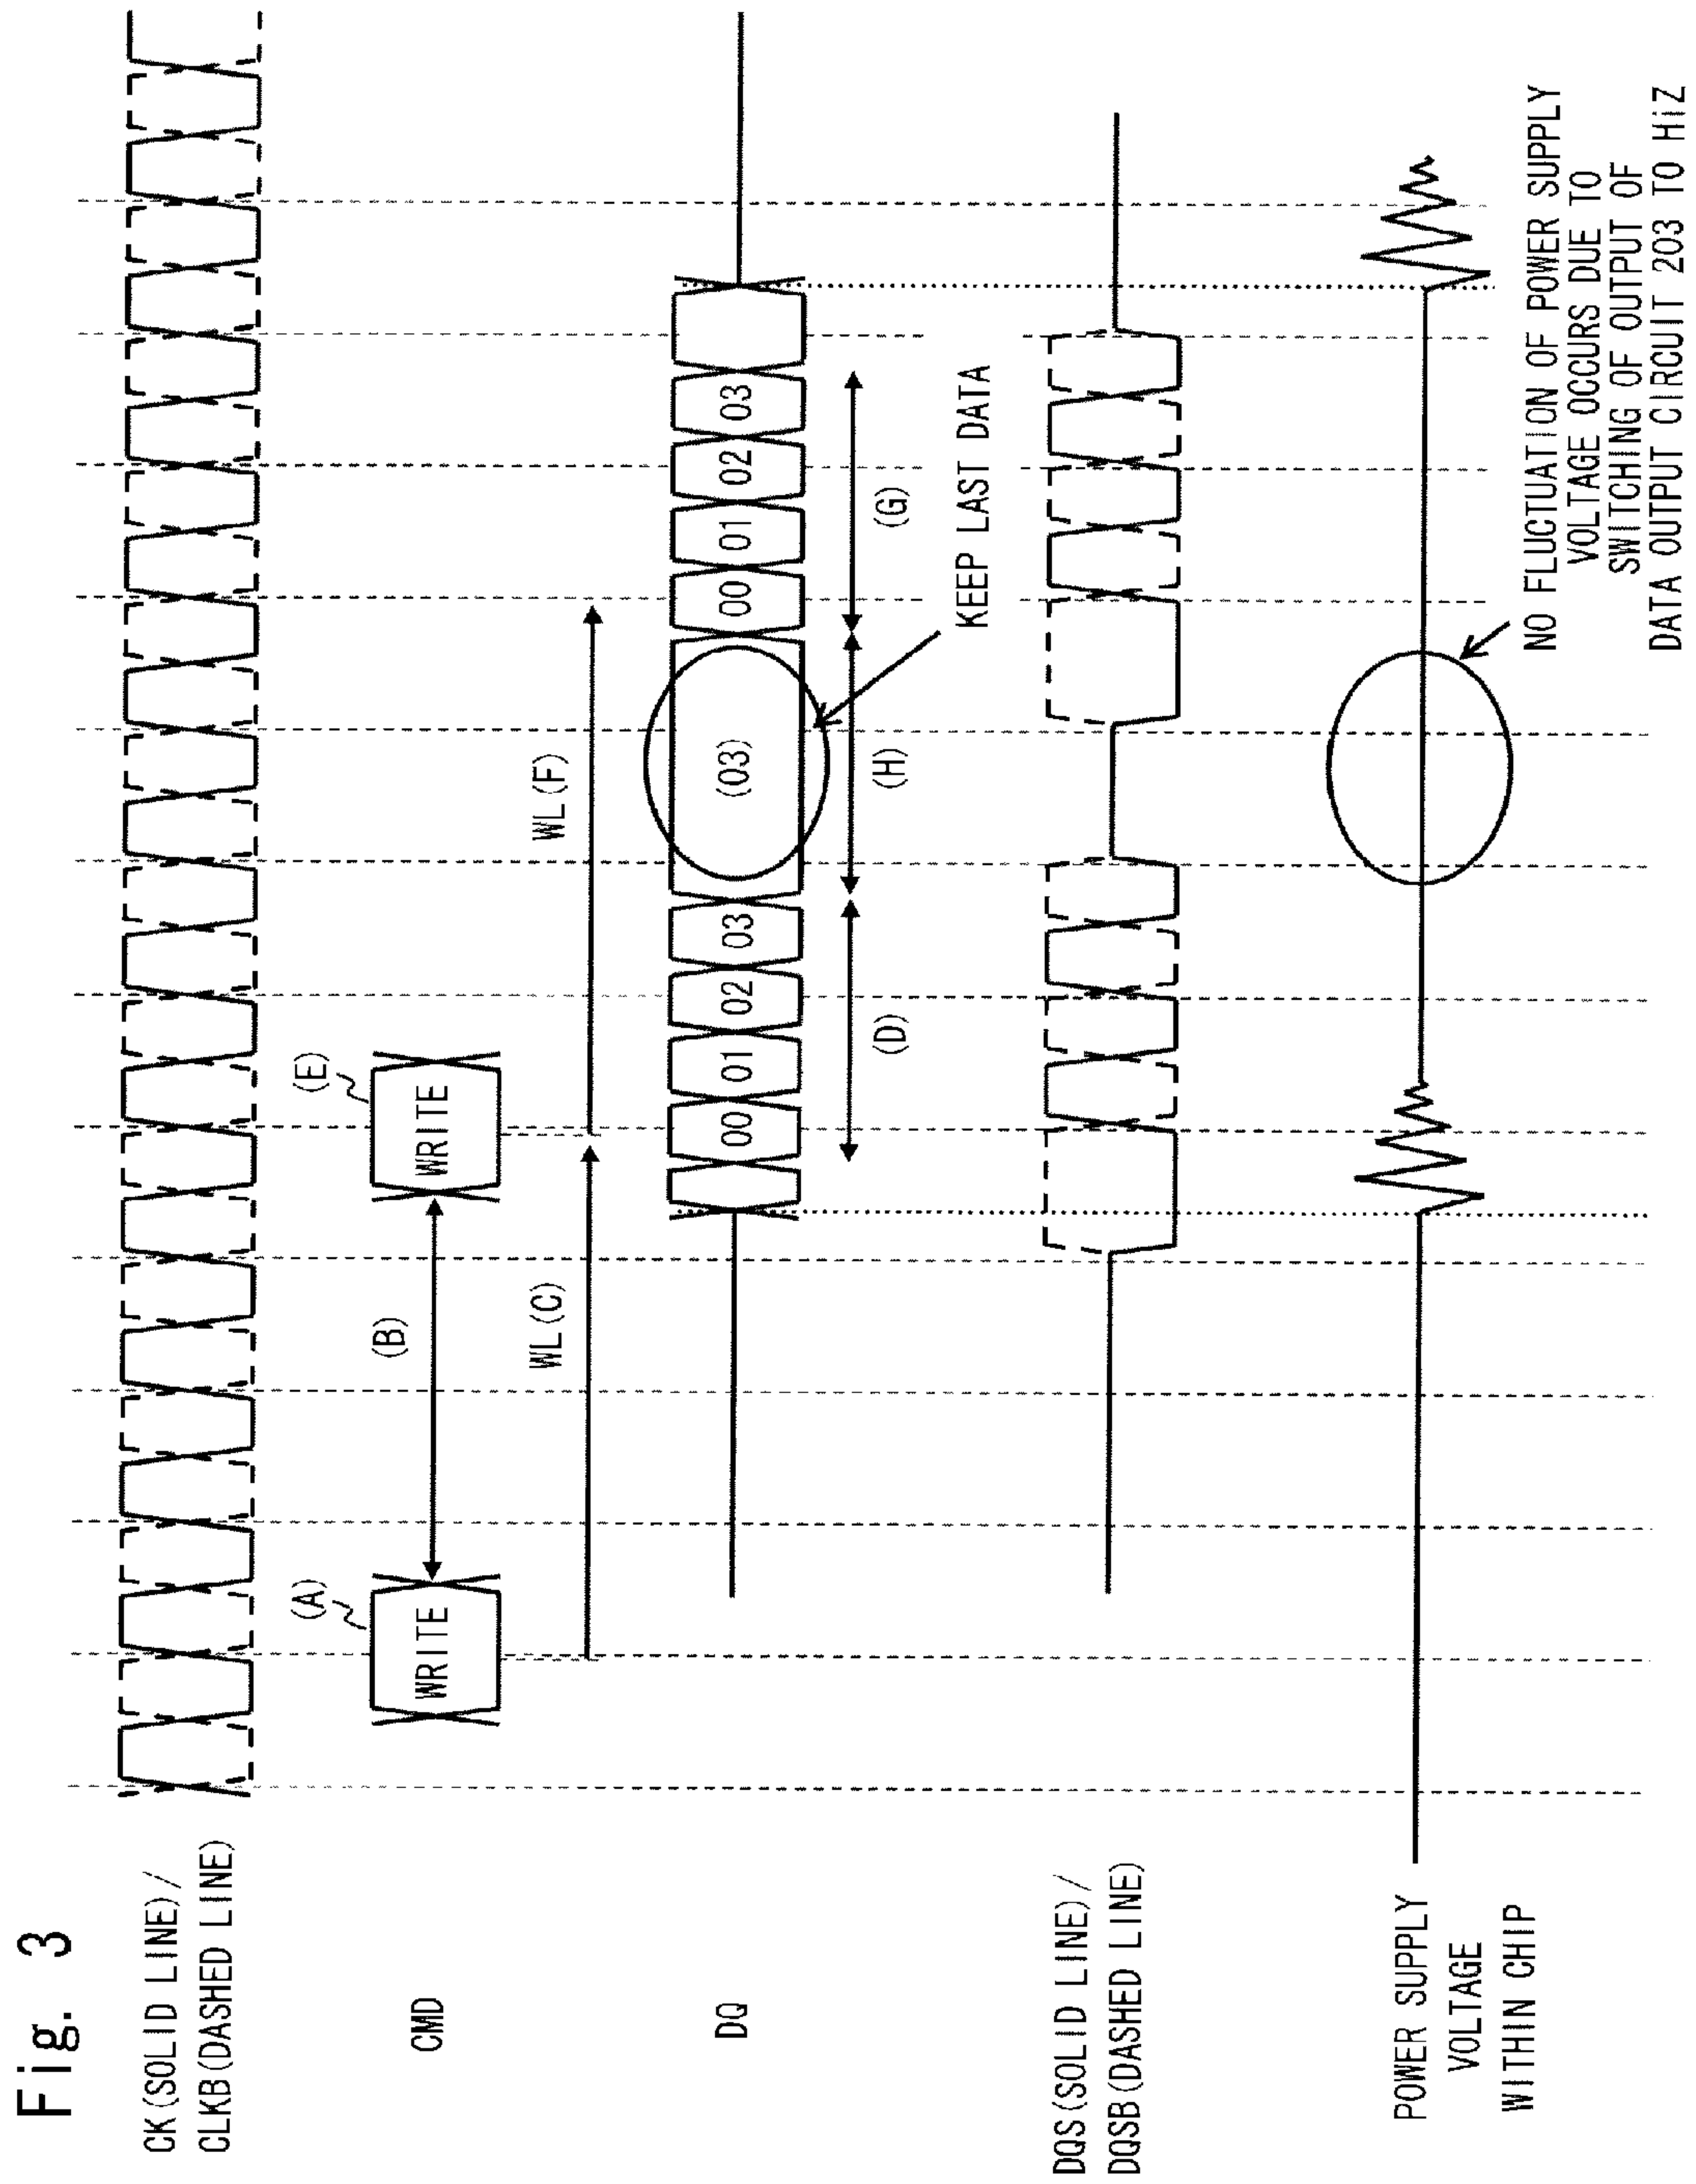 Fig. 3
CK(SOLID LINE)/
CLKB(DASHED LINE)
CMD
(A)
WRITE
(B)
(E)
WRITE
WL(C)
WL(F)
DQ
00
01
02
03
(03)
00
01
02
03
(D)
(H)
(G)
KEEP LAST DATA
DQS(SOLID LINE)/
DQSB(DASHED LINE)
POWER SUPPLY
VOLTAGE
WITHIN CHIP
NO FLUCTUATION OF POWER SUPPLY
VOLTAGE OCCURS DUE TO
SWITCHING OF OUTPUT OF
DATA OUTPUT CIRCUIT 203 TO HiZ